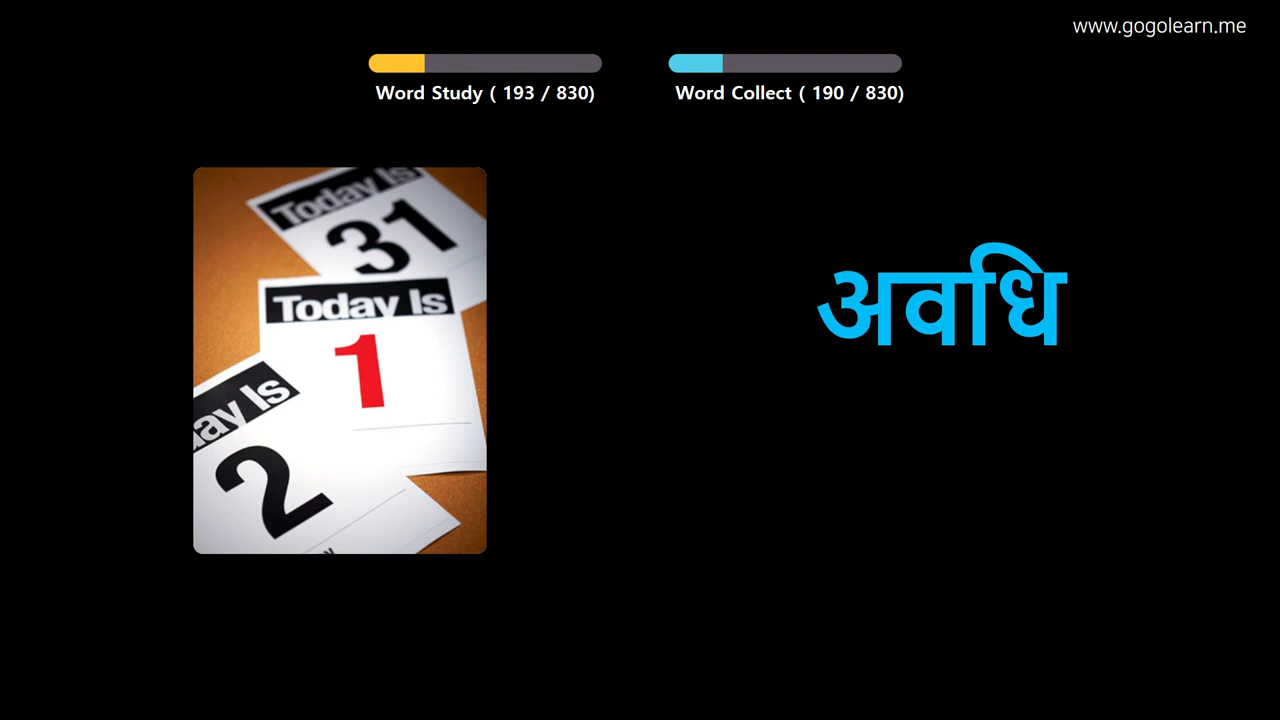 www.gogolearn.me
Word Study ( 193 / 830)
Word Collect ( 190 / 830)
Today Is
31
Today Is
1
day Is
2
अवधि